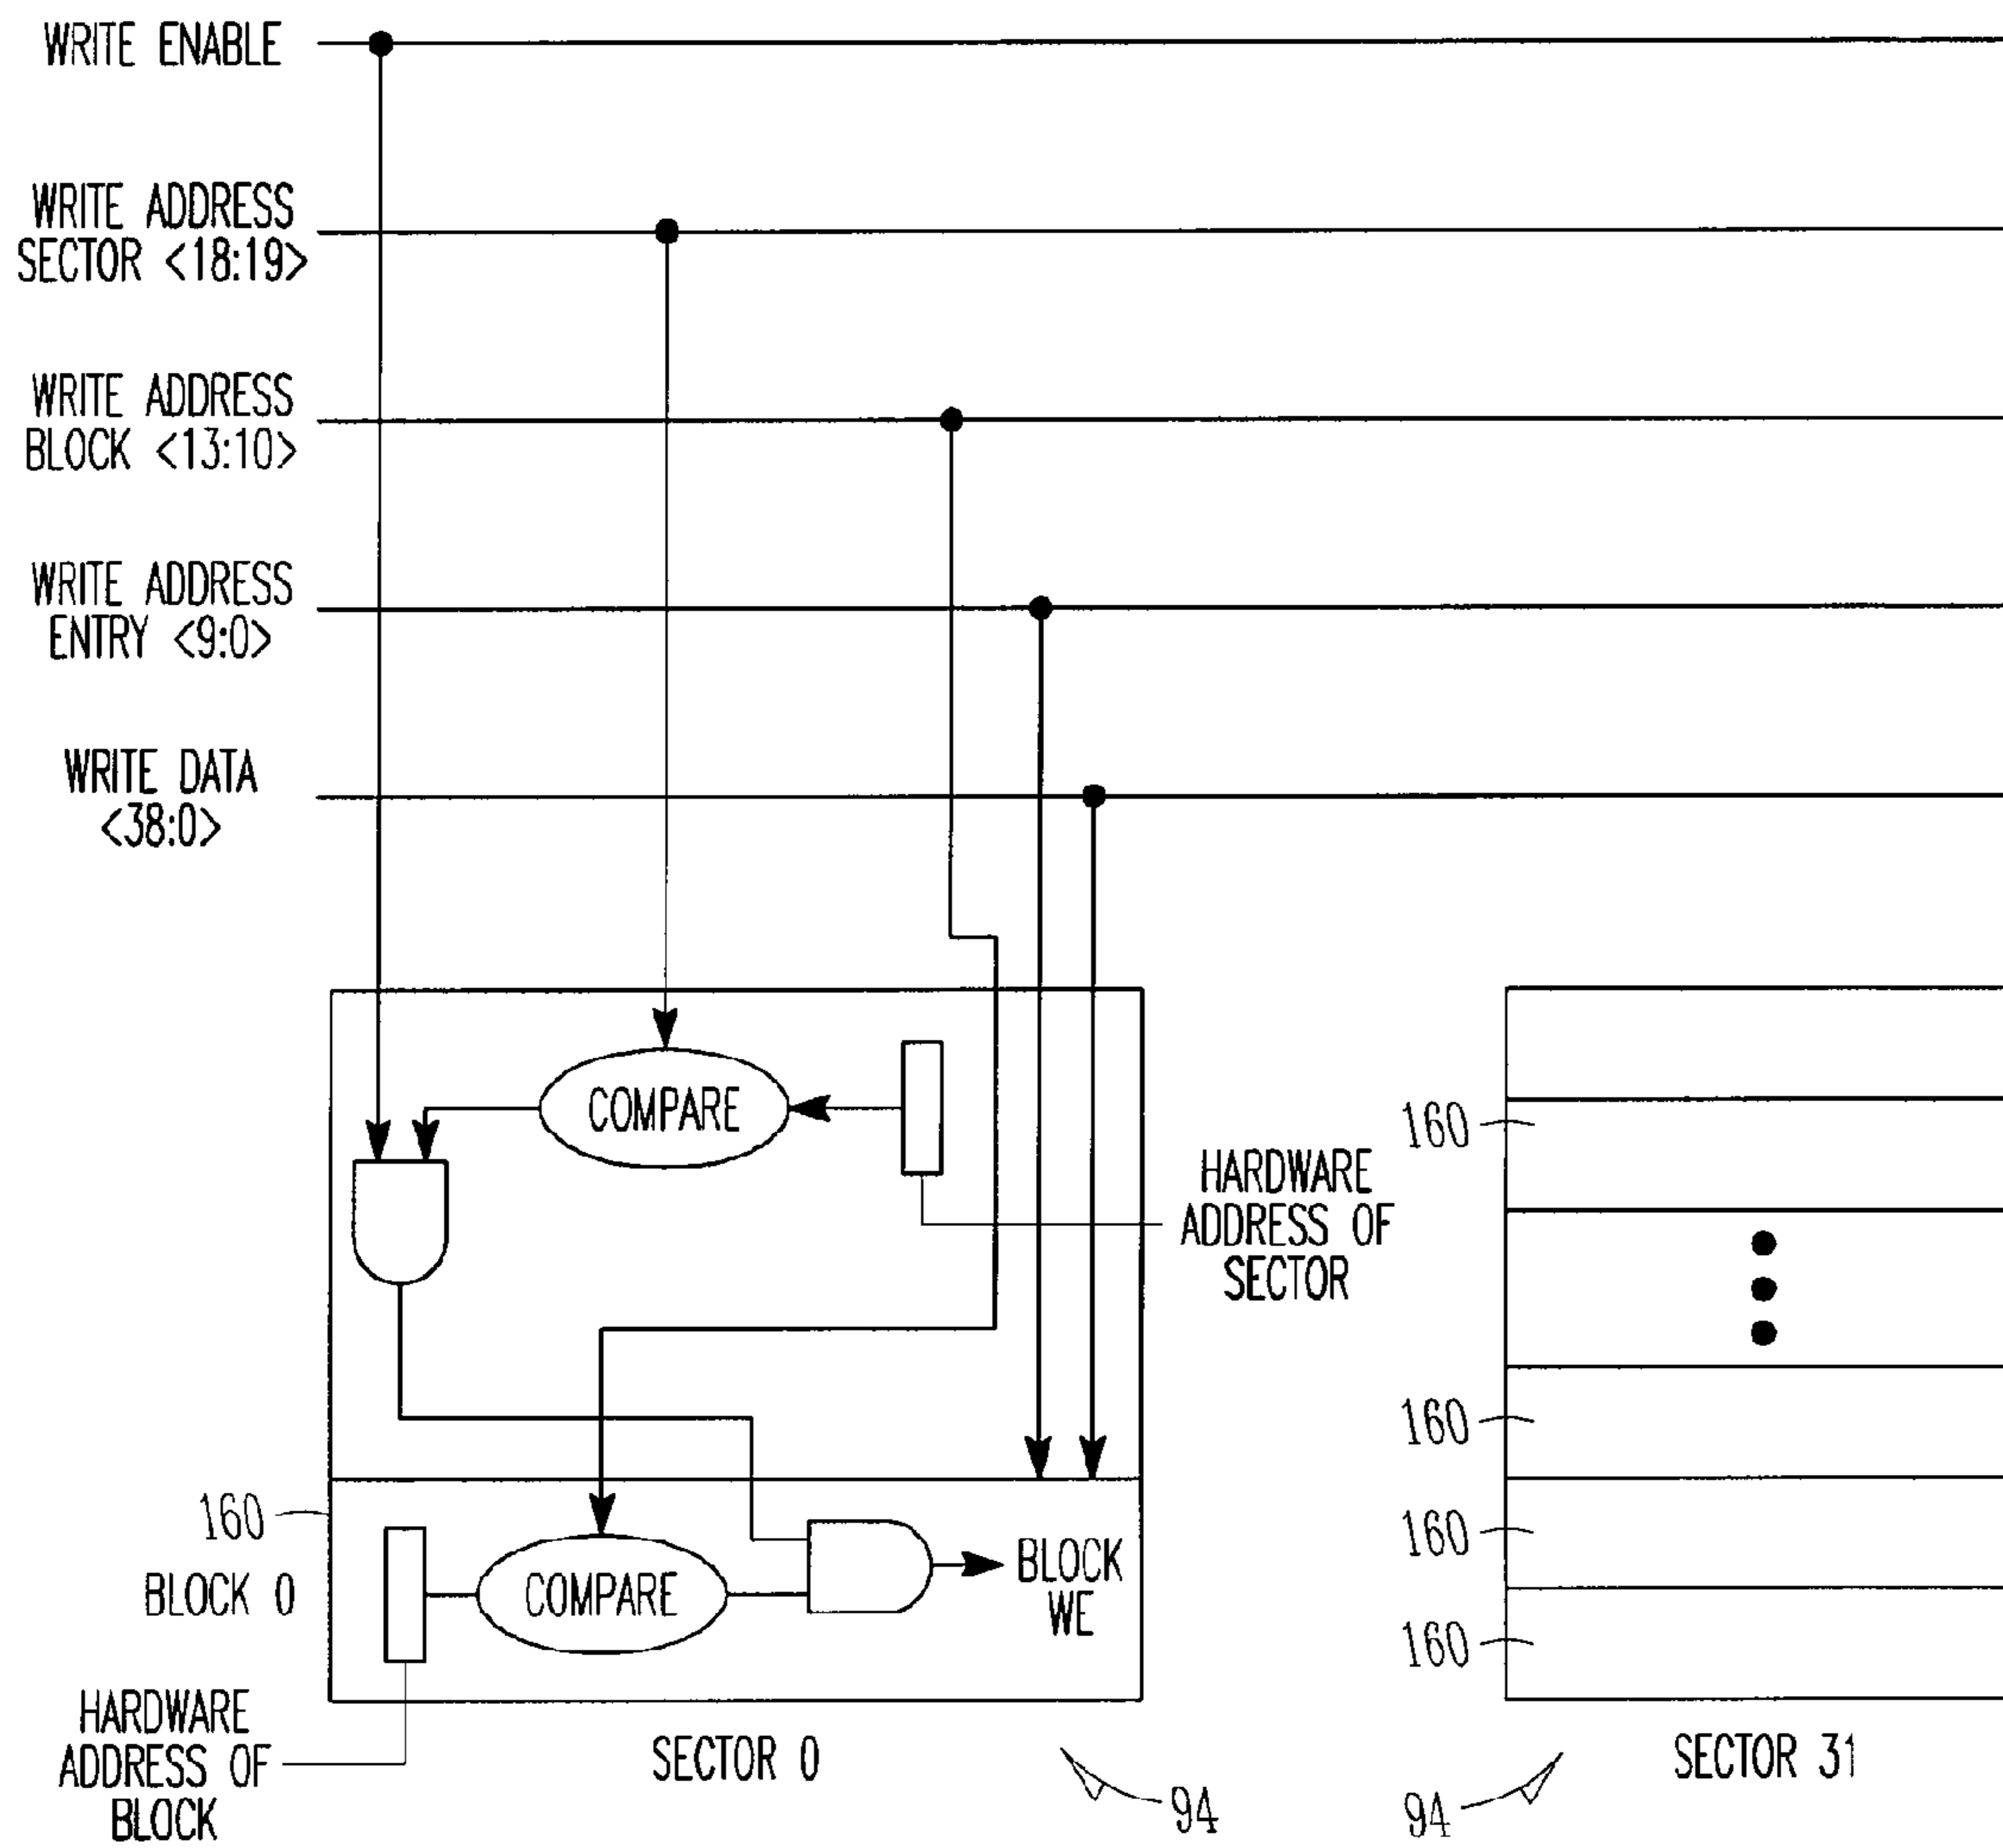 WRITE ENABLE
WRITE ADDRESS
SECTOR <18:19>
WRITE ADDRESS
BLOCK <13:10>
WRITE ADDRESS
ENTRY <9:0>
WRITE DATA
<38:0>
COMPARE
HARDWARE
ADDRESS OF
SECTOR
160
160
160
160
160
BLOCK 0
COMPARE
BLOCK
WE
HARDWARE
ADDRESS OF
BLOCK
SECTOR 0
94
94
SECTOR 31